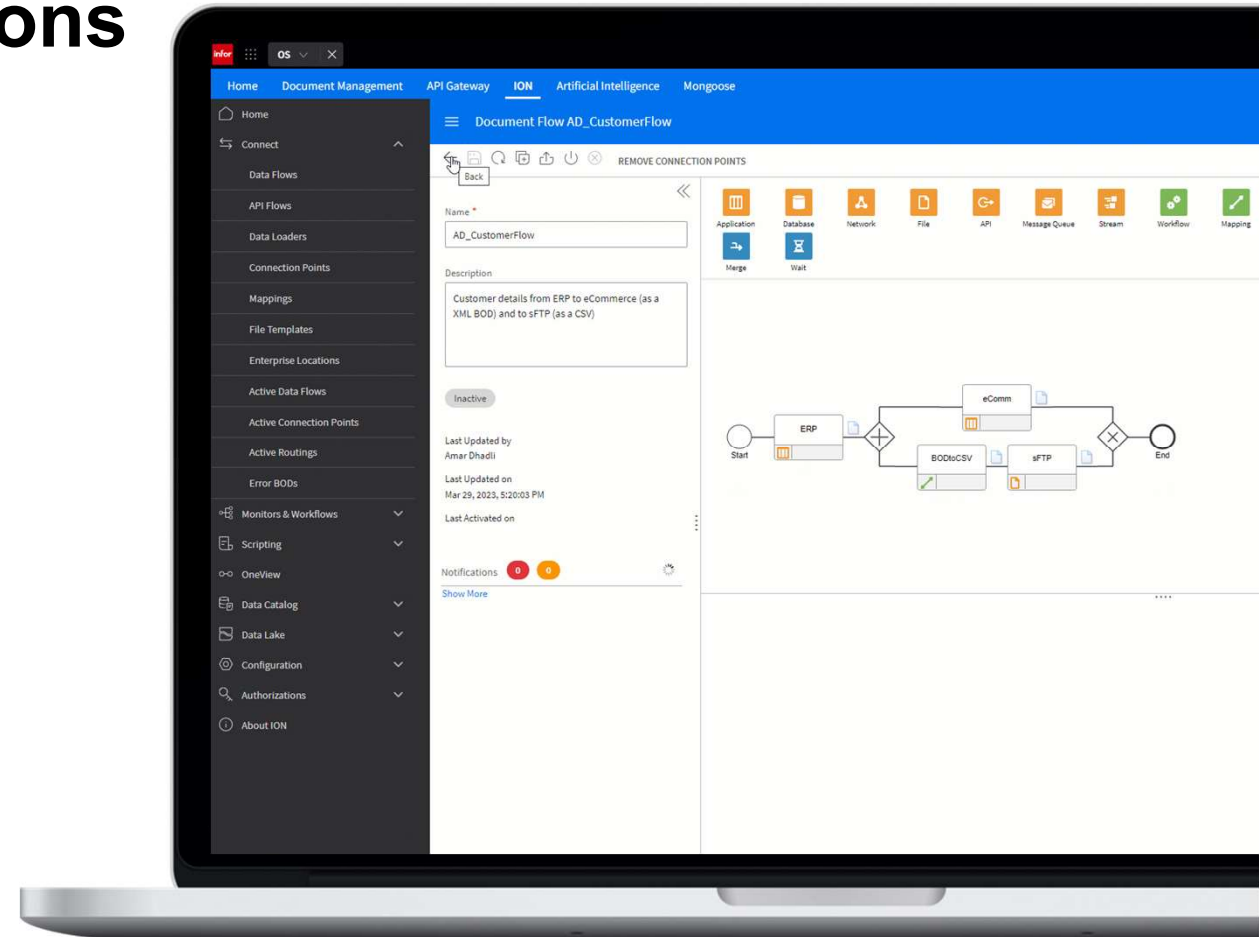 ons
infor
OS
Home Document Management API Gateway ION Artificial Intelligence Mongoose
Home
Connect
Data Flows
API Flows
Data Loaders
Connection Points
Mappings
File Templates
Enterprise Locations
Active Data Flows
Active Connection Points
Active Routings
Error BODs
Monitors & Workflows
Scripting
OneView
Data Catalog
Data Lake
Configuration
Authorizations
About ION
Document Flow AD_CustomerFlow
REMOVE CONNECTION POINTS
Back
Name *
AD_CustomerFlow
Description
Customer details from ERP to eCommerce (as a
XML BOD) and to sFTP (as a CSV)
Inactive
Last Updated by
Amar Dhadli
Last Updated on
Mar 29, 2023, 5:20:03 PM
Last Activated on
Notifications 0 0
Show More
Application Database Network File API Message Queue Stream Workflow Mapping
Merge Wait
eComm
ERP
Start
BODtoCSV sFTP
End